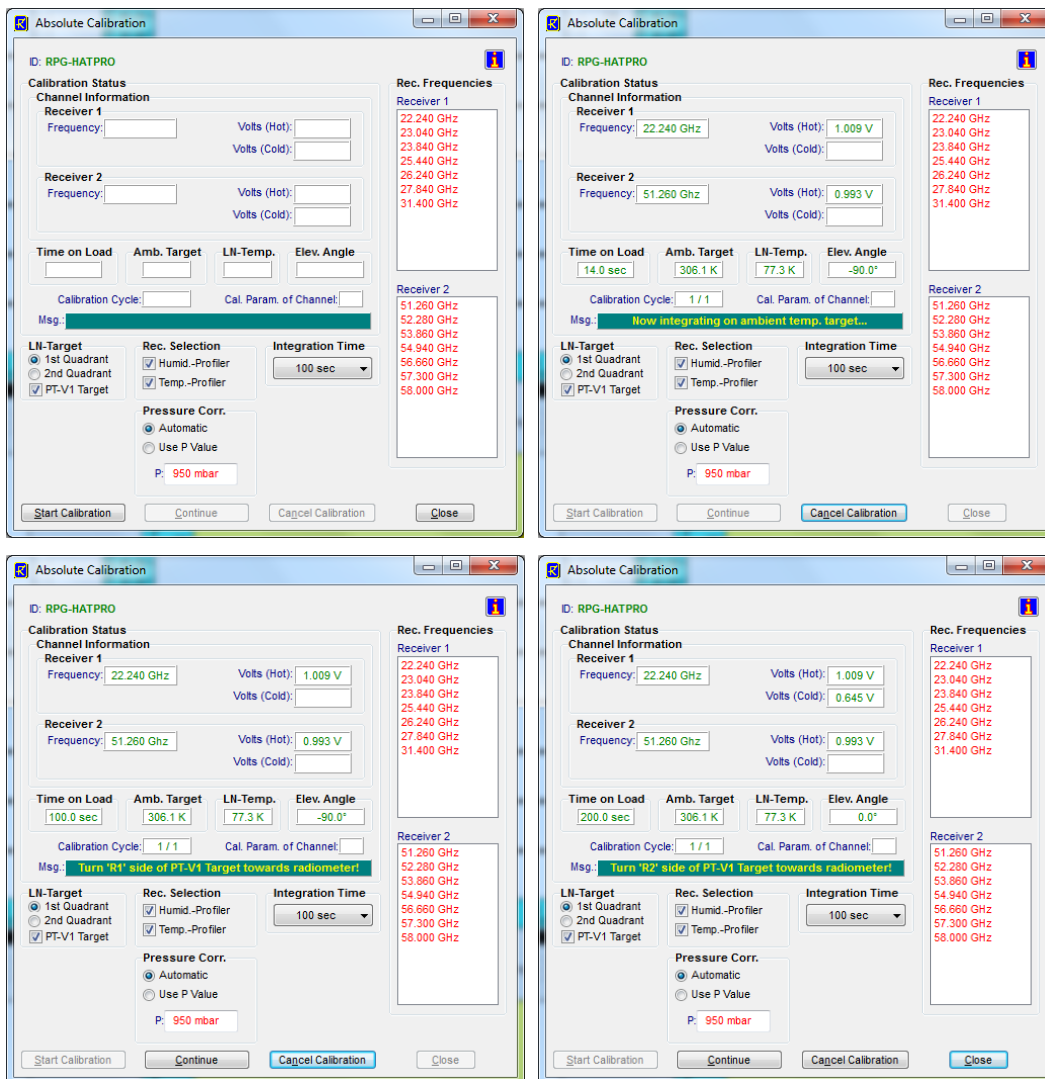 Absolute Calibration
ID: RPG-HATPRO
Calibration Status
Channel Information
Receiver 1
Frequency:
Volts (Hot):
Volts (Cold):
Receiver 2
Frequency:
Volts (Hot):
Volts (Cold):
Time on Load Amb. Target LN-Temp. Elev. Angle
Calibration Cycle: Cal. Param. of Channel:
Msg.:
LN-Target
1st Quadrant
2nd Quadrant
PT-V1 Target
Rec. Selection
Humid.-Profiler
Temp.-Profiler
Integration Time
100 sec
Pressure Corr.
Automatic
Use P Value
P: 950 mbar
Rec. Frequencies
Receiver 1
22.240 GHz
23.040 GHz
23.840 GHz
25.440 GHz
26.240 GHz
27.840 GHz
31.400 GHz
Receiver 2
51.260 GHz
52.280 GHz
53.860 GHz
54.940 GHz
56.660 GHz
57.300 GHz
58.000 GHz
Start Calibration Continue Cancel Calibration Close
Absolute Calibration
ID: RPG-HATPRO
Calibration Status
Channel Information
Receiver 1
Frequency: 22.240 GHz
Volts (Hot): 1.009 V
Volts (Cold):
Receiver 2
Frequency: 51.260 GHz
Volts (Hot): 0.993 V
Volts (Cold):
Time on Load Amb. Target LN-Temp. Elev. Angle
14.0 sec 306.1 K 77.3 K -90.0°
Calibration Cycle: 1 / 1 Cal. Param. of Channel:
Msg.: Now integrating on ambient temp. target...
LN-Target
1st Quadrant
2nd Quadrant
PT-V1 Target
Rec. Selection
Humid.-Profiler
Temp.-Profiler
Integration Time
100 sec
Pressure Corr.
Automatic
Use P Value
P: 950 mbar
Rec. Frequencies
Receiver 1
22.240 GHz
23.040 GHz
23.840 GHz
25.440 GHz
26.240 GHz
27.840 GHz
31.400 GHz
Receiver 2
51.260 GHz
52.280 GHz
53.860 GHz
54.940 GHz
56.660 GHz
57.300 GHz
58.000 GHz
Start Calibration Continue Cancel Calibration Close
Absolute Calibration
ID: RPG-HATPRO
Calibration Status
Channel Information
Receiver 1
Frequency: 22.240 GHz
Volts (Hot): 1.009 V
Volts (Cold):
Receiver 2
Frequency: 51.260 Ghz
Volts (Hot): 0.993 V
Volts (Cold):
Time on Load Amb. Target LN-Temp. Elev. Angle
100.0 sec 306.1 K 77.3 K -90.0°
Calibration Cycle: 1 / 1 Cal. Param. of Channel:
Msg.: Turn 'R1' side of PT-V1 Target towards radiometer!
LN-Target
1st Quadrant
2nd Quadrant
PT-V1 Target
Rec. Selection
Humid.-Profiler
Temp.-Profiler
Integration Time
100 sec
Pressure Corr.
Automatic
Use P Value
P: 950 mbar
Rec. Frequencies
Receiver 1
22.240 GHz
23.040 GHz
23.840 GHz
25.440 GHz
26.240 GHz
27.840 GHz
31.400 GHz
Receiver 2
51.260 GHz
52.280 GHz
53.860 GHz
54.940 GHz
56.660 GHz
57.300 GHz
58.000 GHz
Start Calibration Continue Cancel Calibration Close
Absolute Calibration
ID: RPG-HATPRO
Calibration Status
Channel Information
Receiver 1
Frequency: 22.240 GHz
Volts (Hot): 1.009 V
Volts (Cold): 0.645 V
Receiver 2
Frequency: 51.260 GHz
Volts (Hot): 0.993 V
Volts (Cold):
Time on Load Amb. Target LN-Temp. Elev. Angle
200.0 sec 306.1 K 77.3 K 0.0°
Calibration Cycle: 1 / 1 Cal. Param. of Channel:
Msg.: Turn 'R2' side of PT-V1 Target towards radiometer!
LN-Target
1st Quadrant
2nd Quadrant
PT-V1 Target
Rec. Selection
Humid.-Profiler
Temp.-Profiler
Integration Time
100 sec
Pressure Corr.
Automatic
Use P Value
P: 950 mbar
Rec. Frequencies
Receiver 1
22.240 GHz
23.040 GHz
23.840 GHz
25.440 GHz
26.240 GHz
27.840 GHz
31.400 GHz
Receiver 2
51.260 GHz
52.280 GHz
53.860 GHz
54.940 GHz
56.660 GHz
57.300 GHz
58.000 GHz
Start Calibration Continue Cancel Calibration Close